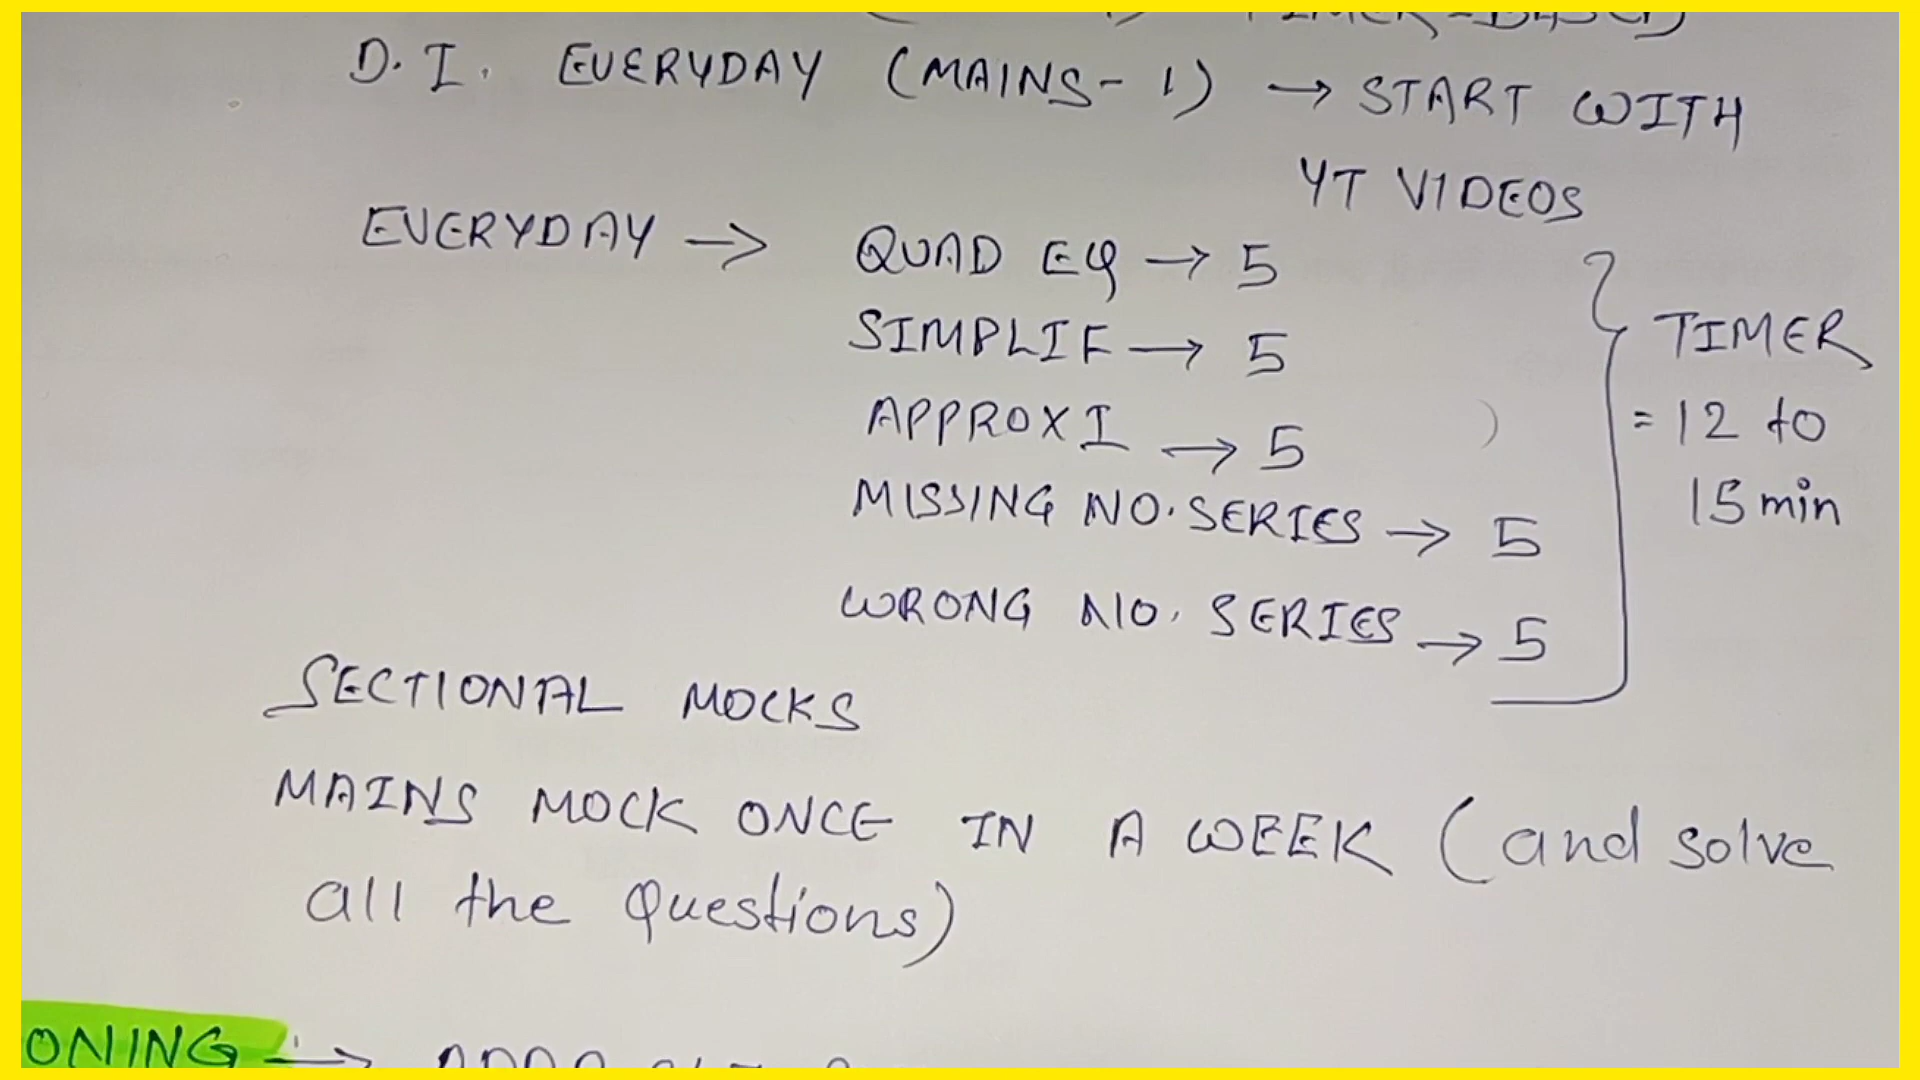 TIMER-BASED
D. I. EVERYDAY (MAINS - 1) → START WITH
YT VIDEOS
EVERYDAY → QUAD EQ → 5
SIMPLIF → 5
APPROXI → 5
MISSING NO. SERIES → 5
WRONG NO. SERIES → 5
TIMER
= 12 to
15 min
SECTIONAL MOCKS
MAINS MOCK ONCE IN A WEEK (and solve
all the questions)
ONING →